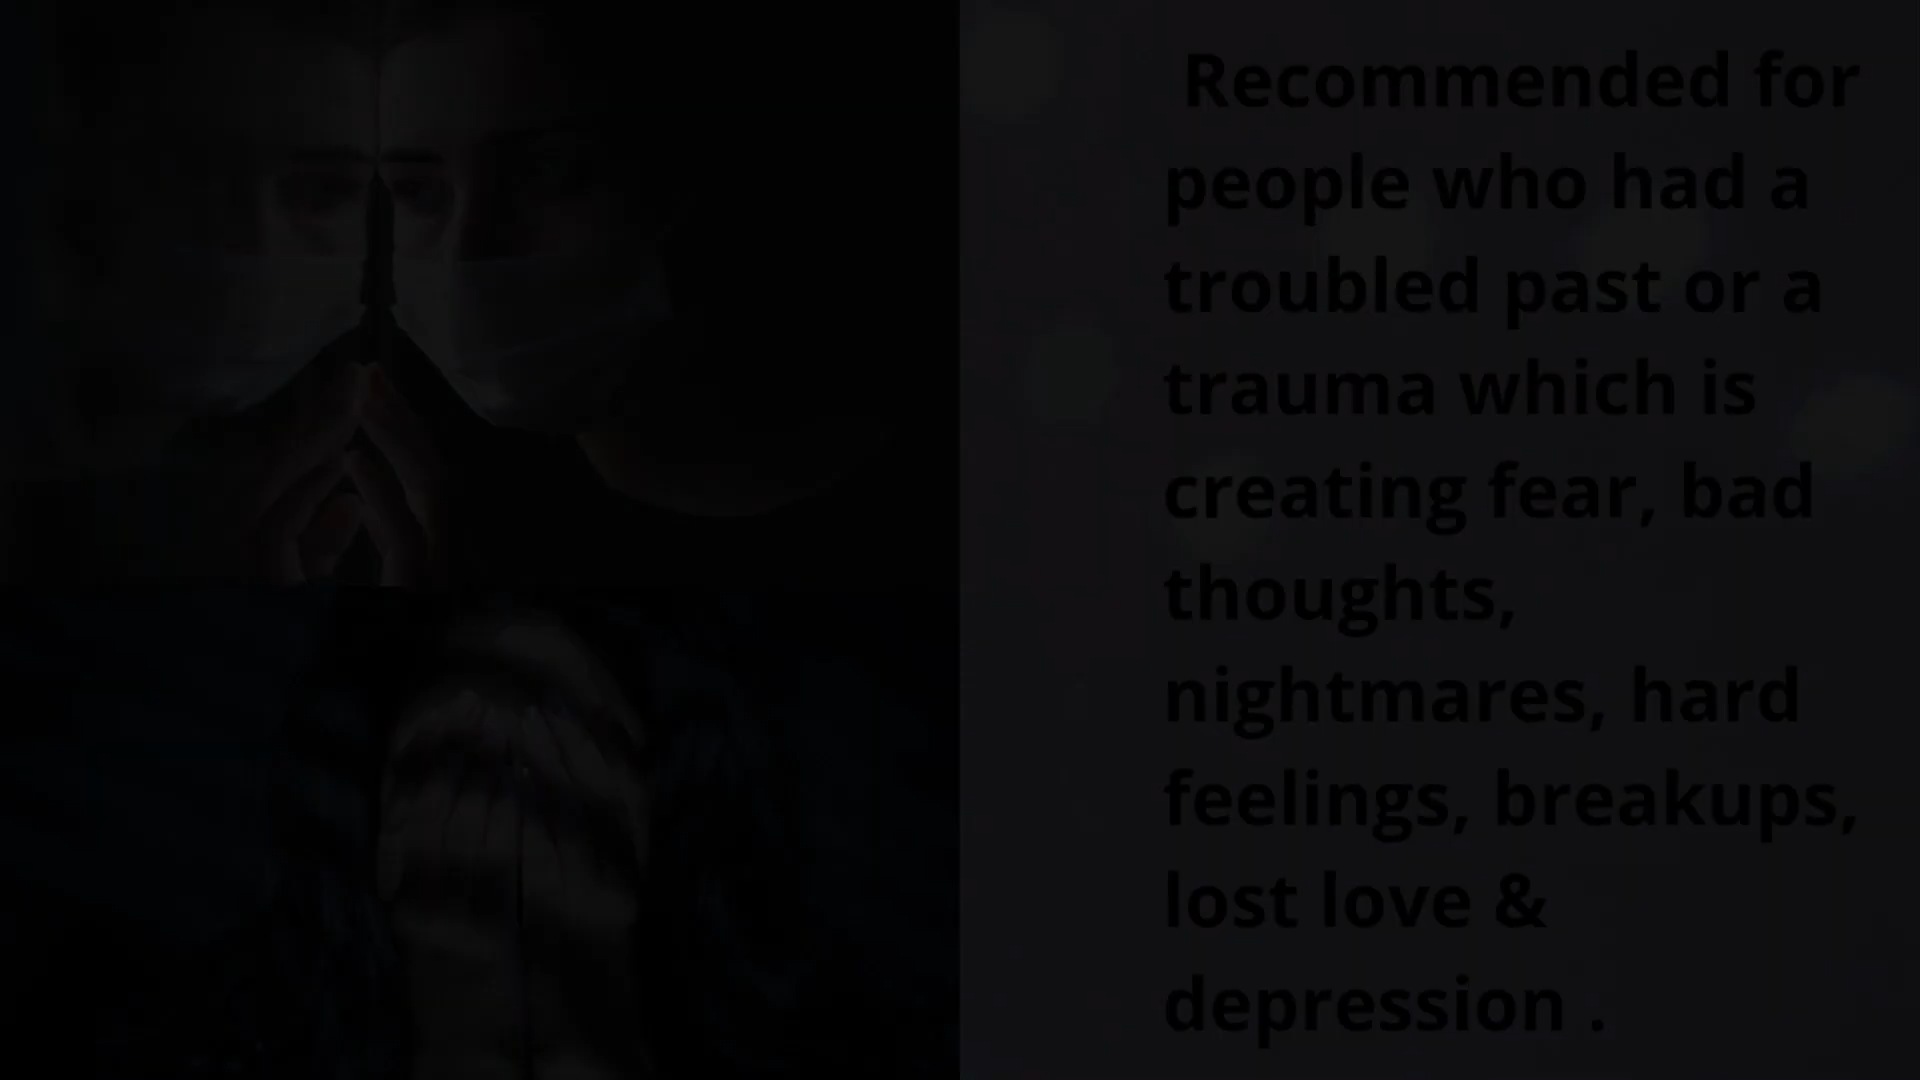 Recommended for
people who had a
troubled past or a
trauma which is
creating fear, bad
thoughts,
nightmares, hard
feelings, breakups,
lost love &
depression .